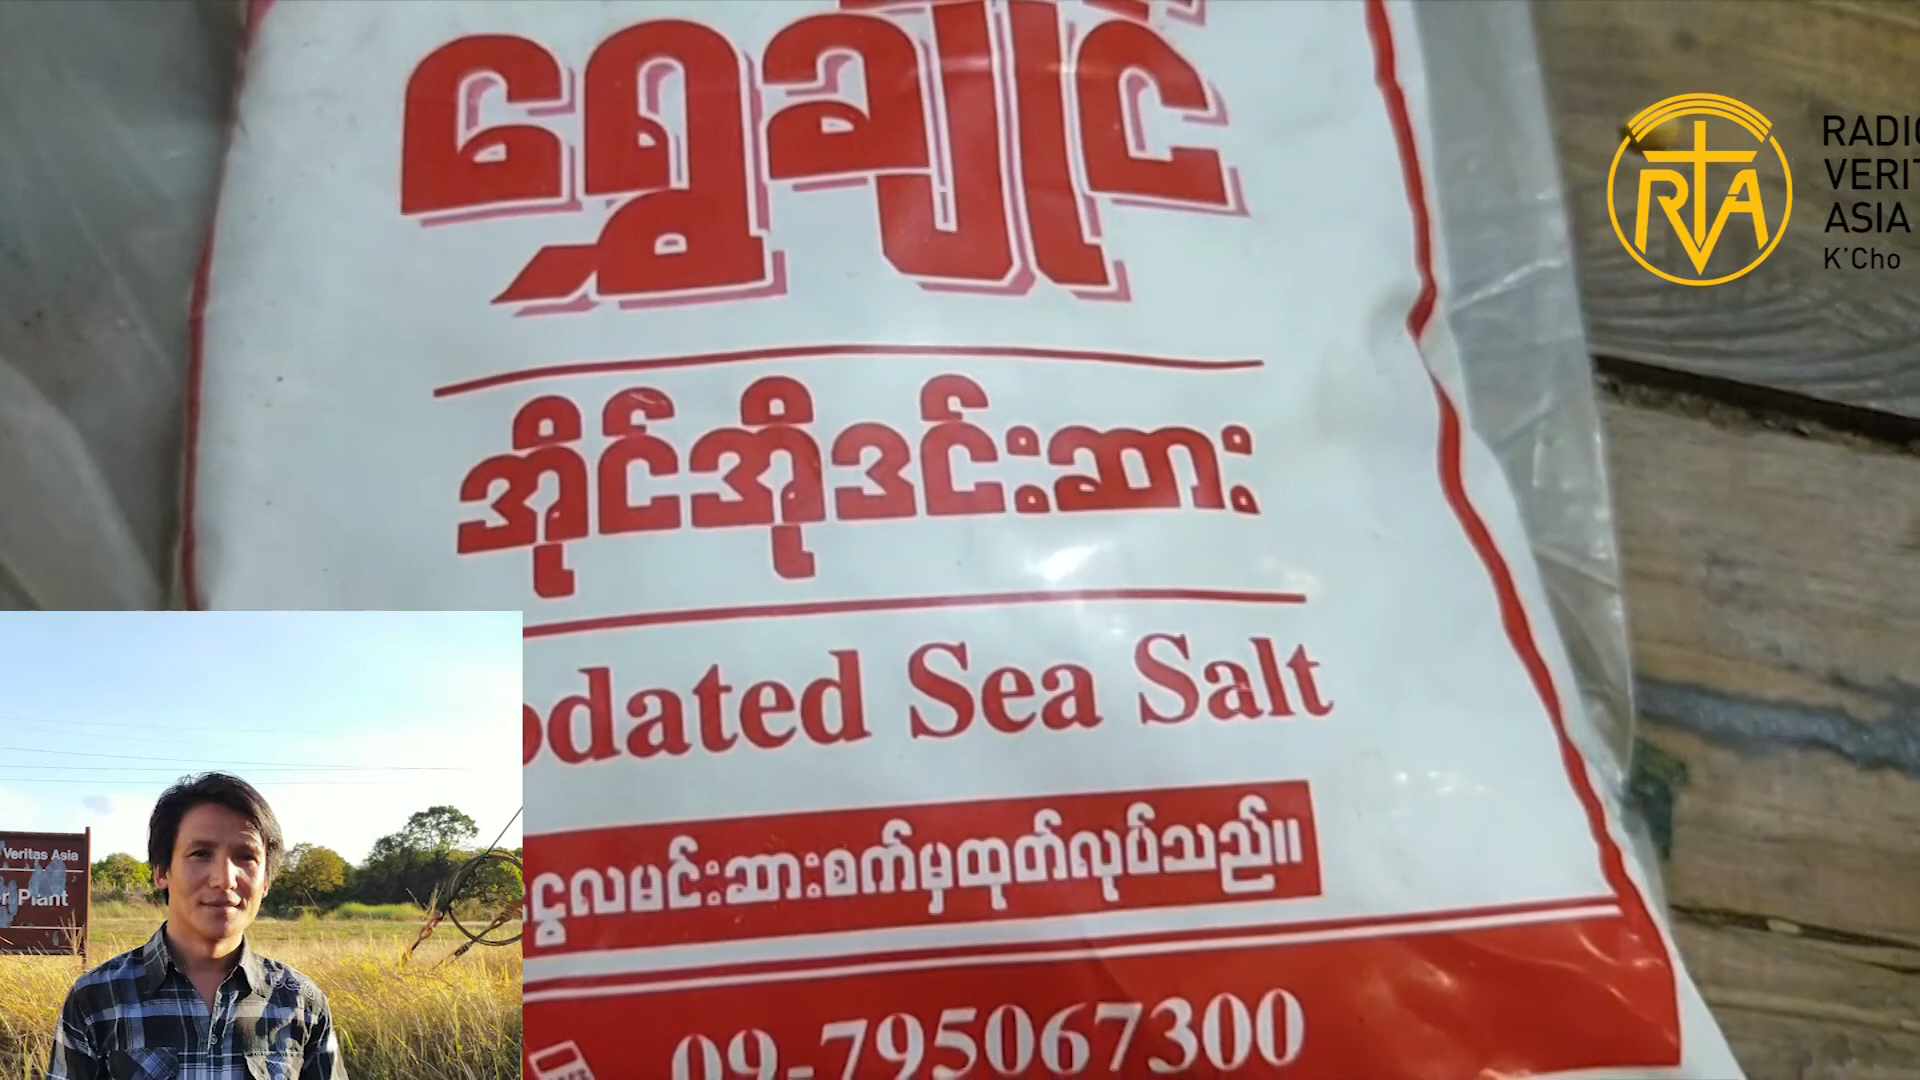 ရွှေချိုင်
အိုင်အိုဒင်းဆား
odated Sea Salt
ငွေလမင်းဆားစက်မှထုတ်လုပ်သည်။
09-795067300
RADIO
VERIT
ASIA
K'Cho
RVA
Veritas Asia
r Plant